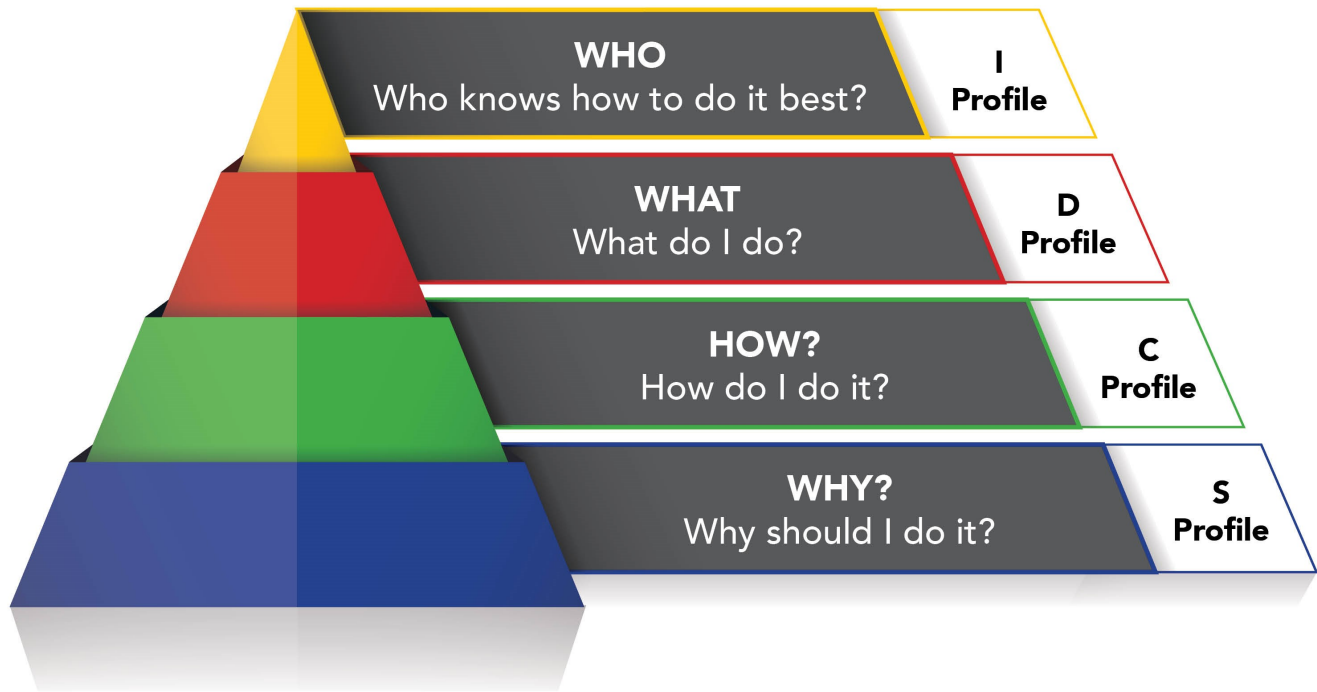 WHO
Who knows how to do it best?
I
Profile
WHAT
What do I do?
D
Profile
HOW?
How do I do it?
C
Profile
WHY?
Why should I do it?
S
Profile